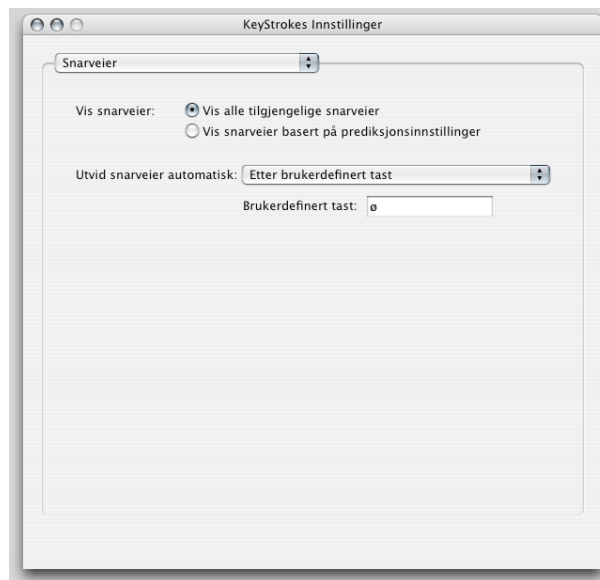 KeyStrokes Innstillinger
Snarveier
Vis snarveier: Vis alle tilgjengelige snarveier
Vis snarveier basert på prediksjonsinnstillinger
Utvid snarveier automatisk: Etter brukerdefinert tast
Brukerdefinert tast: ø